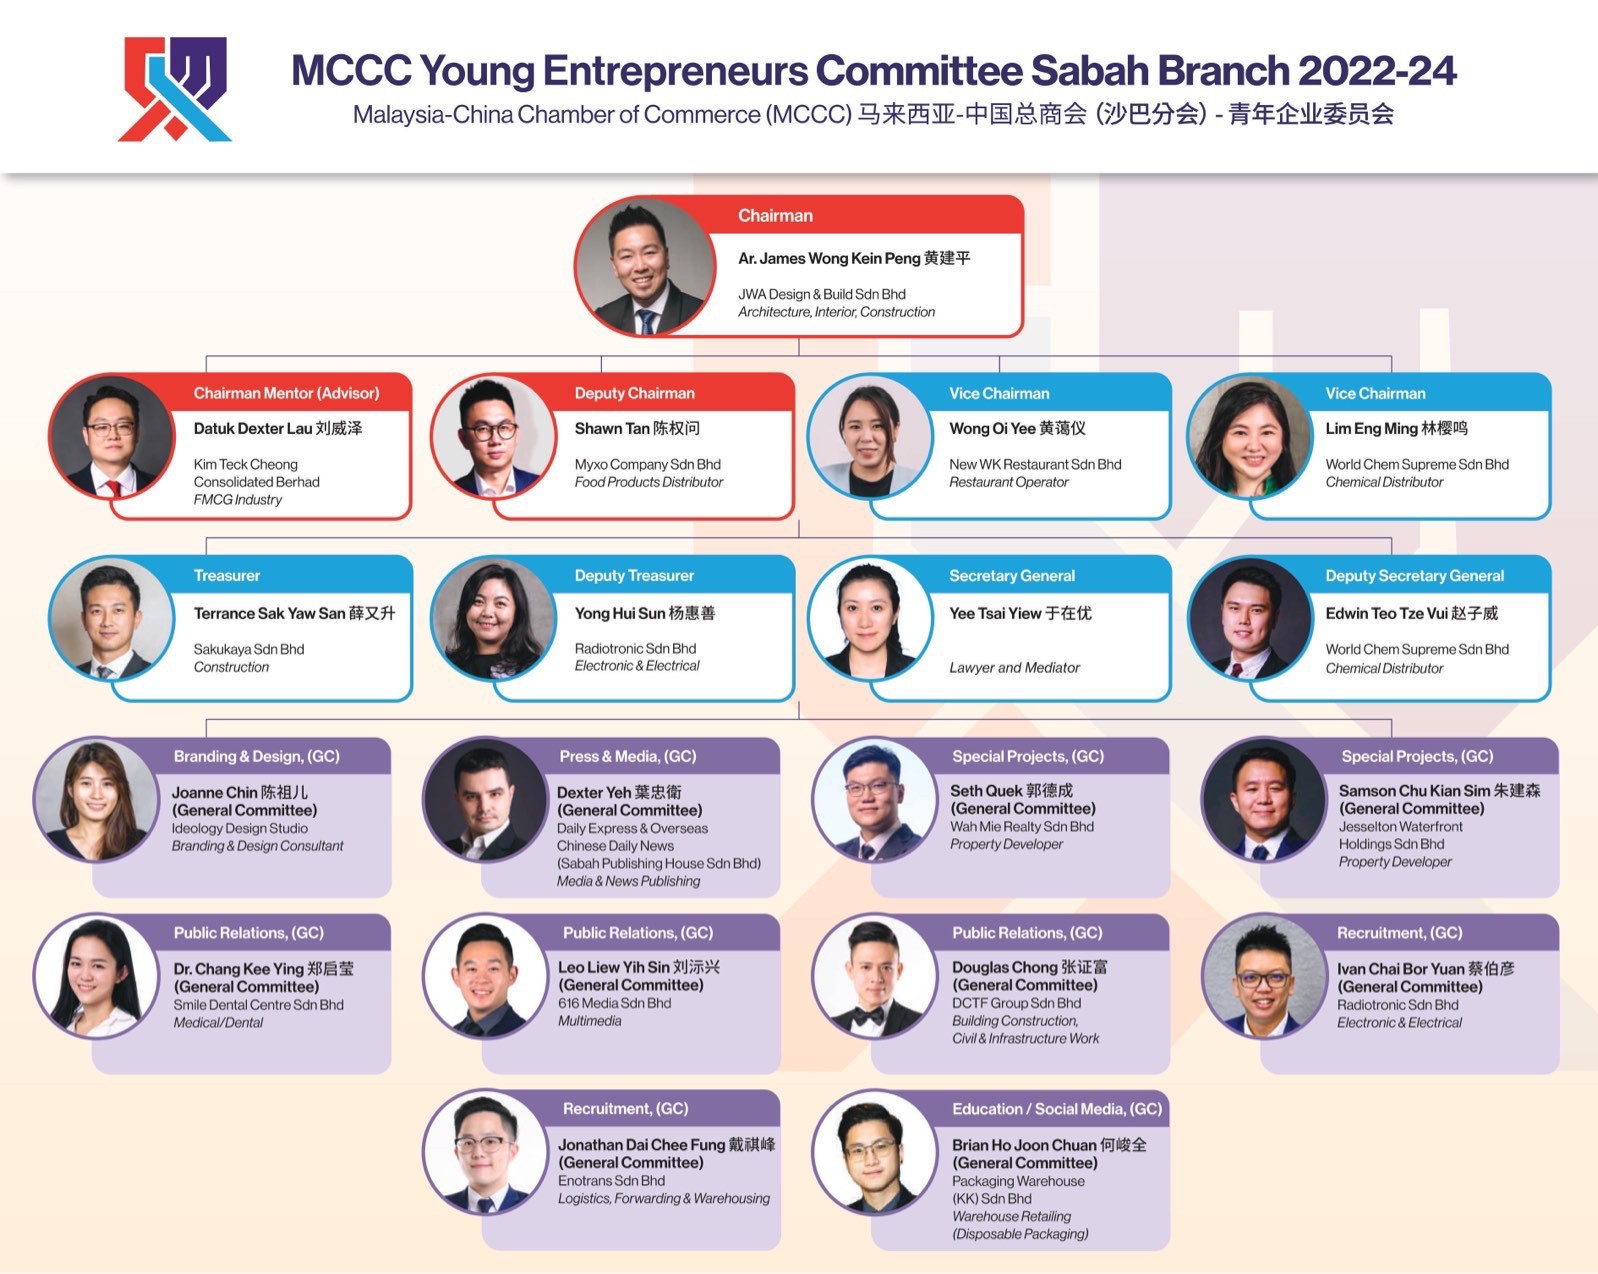 MCCC Young Entrepreneurs Committee Sabah Branch 2022-24
Malaysia-China Chamber of Commerce (MCCC) 马来西亚-中国总商会 (沙巴分会) - 青年企业委员会
Chairman
Ar. James Wong Kein Peng 黄建平
JWA Design & Build Sdn Bhd
Architecture, Interior, Construction
Chairman Mentor (Advisor)
Datuk Dexter Lau 刘威泽
Kim Teck Cheong
Consolidated Berhad
FMCG Industry
Deputy Chairman
Shawn Tan 陈权问
Myxo Company Sdn Bhd
Food Products Distributor
Vice Chairman
Wong Oi Yee 黄蔼仪
New WK Restaurant Sdn Bhd
Restaurant Operator
Vice Chairman
Lim Eng Ming 林樱鸣
World Chem Supreme Sdn Bhd
Chemical Distributor
Treasurer
Terrance Sak Yaw San 薛又升
Sakukaya Sdn Bhd
Construction
Deputy Treasurer
Yong Hui Sun 杨惠善
Radiotronic Sdn Bhd
Electronic & Electrical
Secretary General
Yee Tsai Yiew 于在优
Lawyer and Mediator
Deputy Secretary General
Edwin Teo Tze Vui 赵子威
World Chem Supreme Sdn Bhd
Chemical Distributor
Branding & Design, (GC)
Joanne Chin 陈祖儿
(General Committee)
Ideology Design Studio
Branding & Design Consultant
Press & Media, (GC)
Dexter Yeh 葉忠衛
(General Committee)
Daily Express & Overseas
Chinese Daily News
(Sabah Publishing House Sdn Bhd)
Media & News Publishing
Special Projects, (GC)
Seth Quek 郭德成
(General Committee)
Wah Mie Realty Sdn Bhd
Property Developer
Special Projects, (GC)
Samson Chu Kian Sim 朱建森
(General Committee)
Jesselton Waterfront
Holdings Sdn Bhd
Property Developer
Public Relations, (GC)
Dr. Chang Kee Ying 郑启莹
(General Committee)
Smile Dental Centre Sdn Bhd
Medical/Dental
Public Relations, (GC)
Leo Liew Yih Sin
(General Committee)
616 Media Sdn Bhd
Multimedia
Public Relations, (GC)
Douglas Chong 张证富
(General Committee)
DCTF Group Sdn Bhd
Building Construction,
Civil & Infrastructure Work
Recruitment, (GC)
Ivan Chai Bor Yuan 蔡伯彦
(General Committee)
Radiotronic Sdn Bhd
Electronic & Electrical
Recruitment, (GC)
Jonathan Dai Chee Fung 戴祺峰
(General Committee)
Enotrans Sdn Bhd
Logistics, Forwarding & Warehousing
Education / Social Media, (GC)
Brian Ho Joon Chuan 何峻全
(General Committee)
Packaging Warehouse
(KK) Sdn Bhd
Warehouse Retailing
(Disposable Packaging)